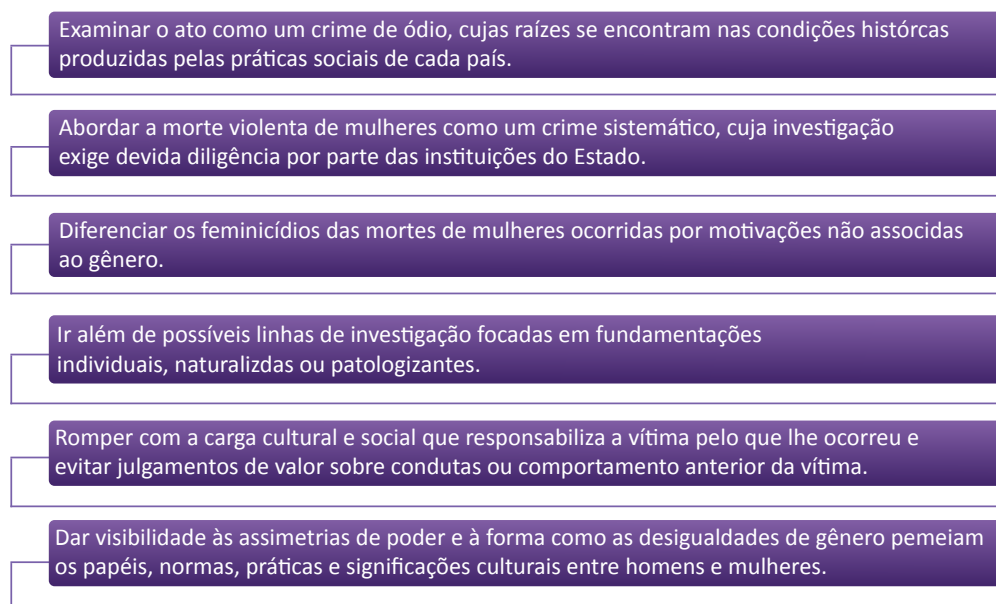 Examinar o ato como um crime de ódio, cujas raízes se encontram nas condições histórcas
produzidas pelas práticas sociais de cada país.
Abordar a morte violenta de mulheres como um crime sistemático, cuja investigação
exige devida diligência por parte das instituições do Estado.
Diferenciar os feminicídios das mortes de mulheres ocorridas por motivações não associdas
ao gênero.
Ir além de possíveis linhas de investigação focadas em fundamentações
individuais, naturalizdas ou patologizantes.
Romper com a carga cultural e social que responsabiliza a vítima pelo que lhe ocorreu e
evitar julgamentos de valor sobre condutas ou comportamento anterior da vítima.
Dar visibilidade às assimetrias de poder e à forma como as desigualdades de gênero pemeiam
os papéis, normas, práticas e significações culturais entre homens e mulheres.